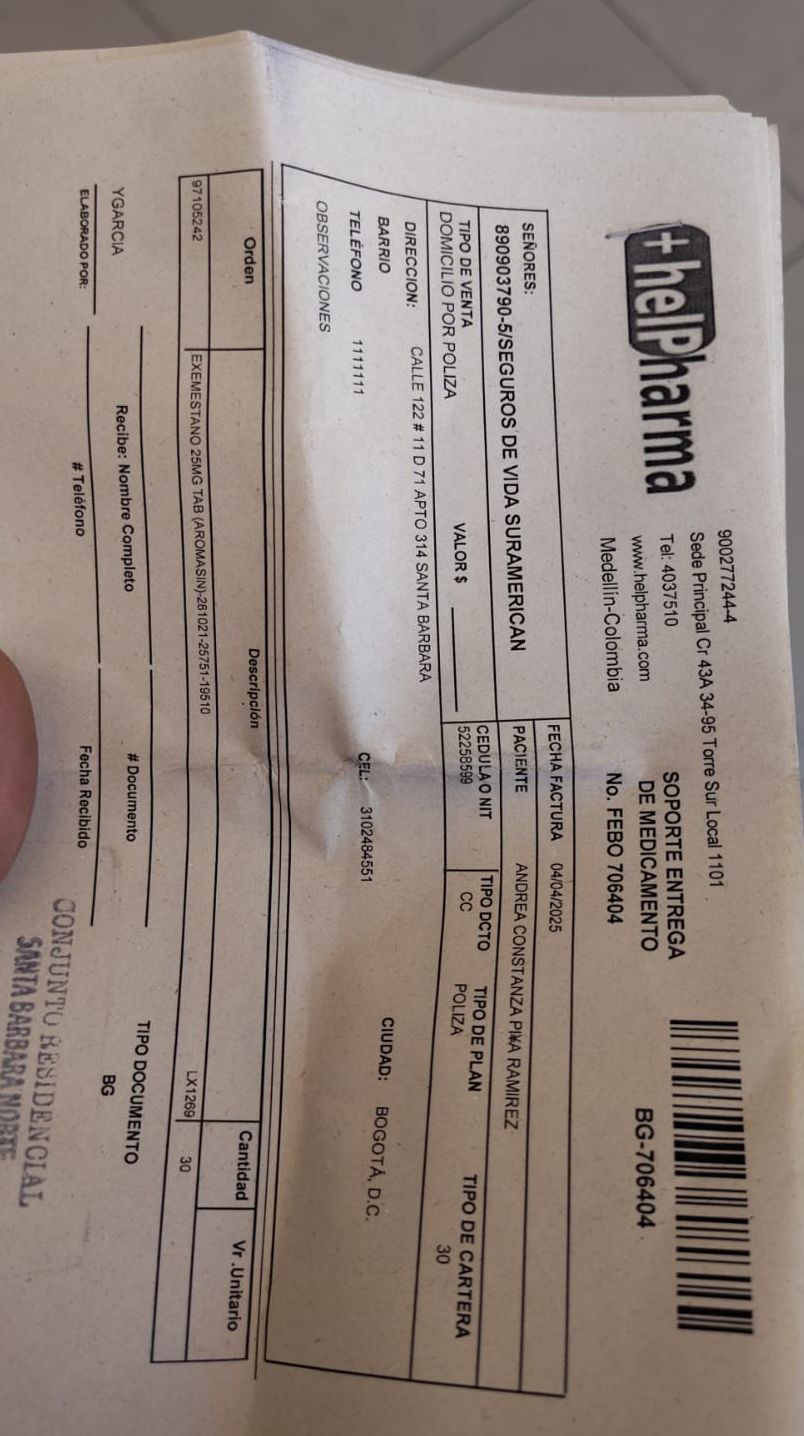 +helPharma
900277244-4
Sede Principal Cr 43A 34-95 Torre Sur Local 1101
Tel: 4037510
www.helpharma.com
Medellín-Colombia
SOPORTE ENTREGA
DE MEDICAMENTO
No. FEBO 706404
BG-706404
SEÑORES:
890903790-5/SEGUROS DE VIDA SURAMERICAN
FECHA FACTURA 04/04/2025
PACIENTE ANDREA CONSTANZA PI¥A RAMIREZ
TIPO DE VENTA
DOMICILIO POR POLIZA
VALOR $
CEDULA O NIT
52258599
TIPO DCTO
CC
TIPO DE PLAN
POLIZA
TIPO DE CARTERA
30
DIRECCION: CALLE 122 # 11 D 71 APTO 314 SANTA BARBARA
BARRIO
CIUDAD: BOGOTÁ, D.C.
TELÉFONO 1111111
CEL: 3102484551
OBSERVACIONES
Orden Descripción Cantidad Vr .Unitario
97105242 EXEMESTANO 25MG TAB (AROMASIN)-281021-25751-19510 LX1269 30
YGARCIA
ELABORADO POR:
Recibe: Nombre Completo
# Documento
TIPO DOCUMENTO
BG
# Teléfono
Fecha Recibido
CONJUNTO RESIDENCIAL
SANTA BARBARA NORTE